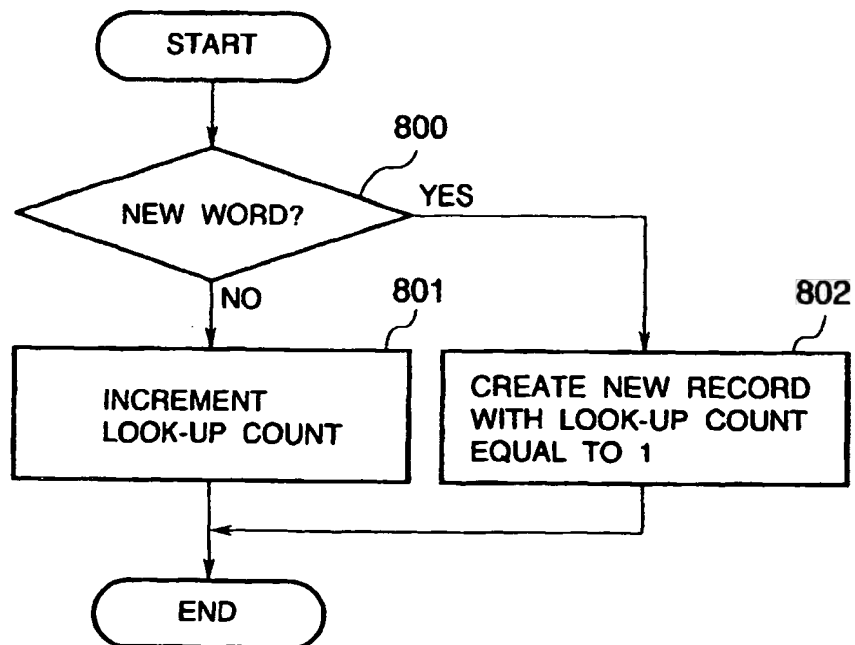 START
800
NEW WORD?
YES
NO
801
802
INCREMENT
LOOK-UP COUNT
CREATE NEW RECORD
WITH LOOK-UP COUNT
EQUAL TO 1
END